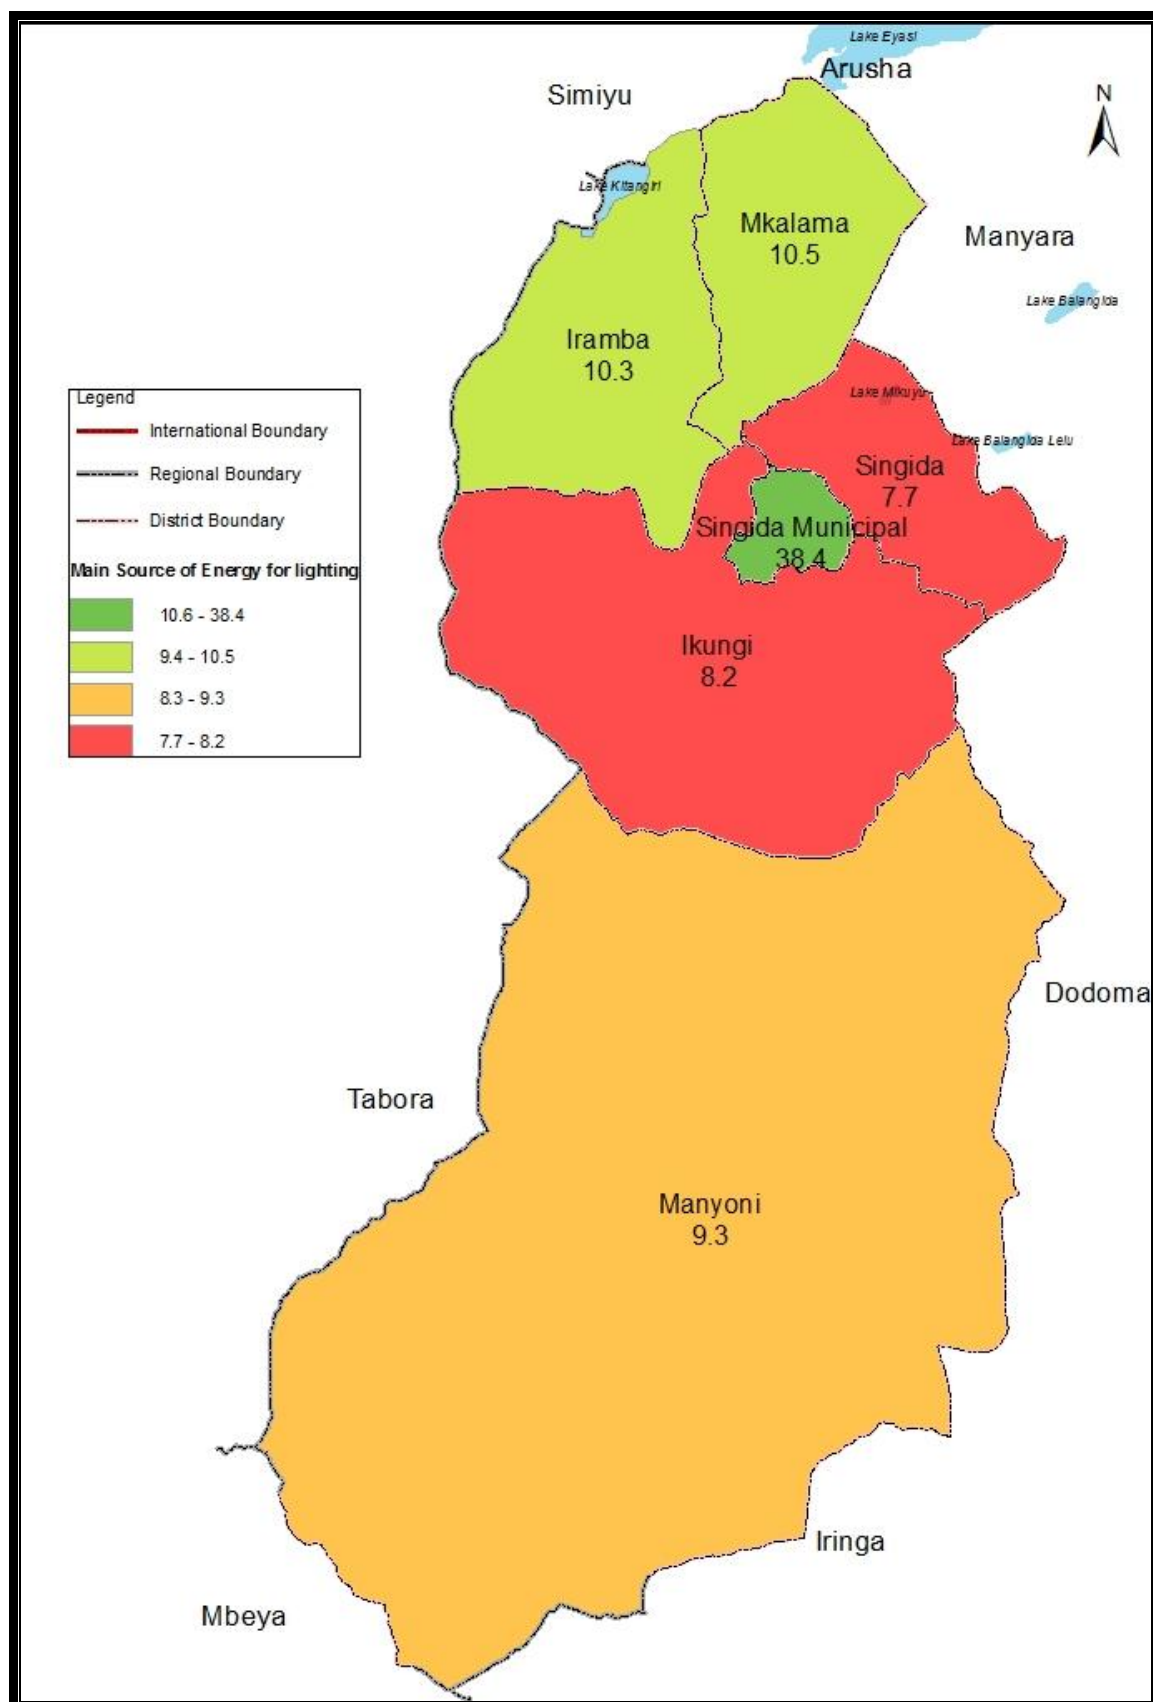 Lake Eyasi
Arusha
Simiyu
N
Lake Kitangiri
Mkalama
10.5
Manyara
Lake Balangida
Iramba
10.3
Legend
International Boundary
Regional Boundary
District Boundary
Main Source of Energy for lighting
10.6 - 38.4
9.4 - 10.5
8.3 - 9.3
7.7 - 8.2
Lake Mikuyu
Lake Balangida Lelu
Singida
7.7
Singida Municipal
38.4
Ikungi
8.2
Dodoma
Tabora
Manyoni
9.3
Iringa
Mbeya